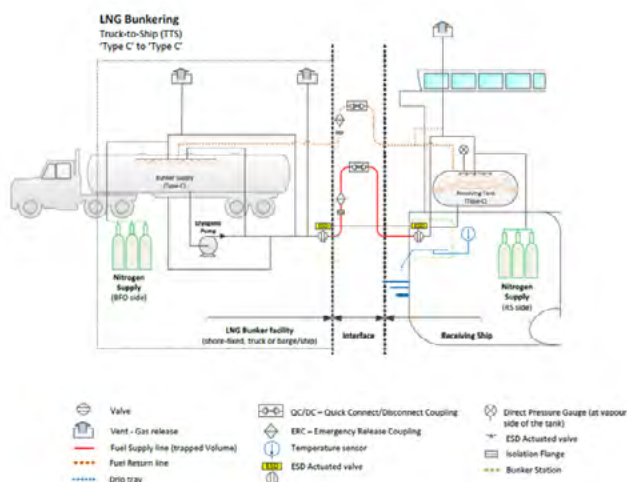 LNG Bunkering
Truck-to-Ship (TTS)
'Type C' to 'Type C'
Bunker Supply
(Type-C)
Receiving Tank
(Type-C)
Cryogenic
Pump
ESD
ESD
Nitrogen
Supply
(BFO side)
Nitrogen
Supply
(RS side)
LNG Bunker facility
(shore-fixed, truck or barge/ship)
Interface
Receiving Ship
Valve
Vent - Gas release
Fuel Supply line (trapped Volume)
Fuel Return line
Drip tray
QC/DC – Quick Connect/Disconnect Coupling
ERC – Emergency Release Coupling
Temperature sensor
ESD
ESD Actuated valve
Direct Pressure Gauge (at vapour
side of the tank)
ESD Actuated valve
Isolation Flange
Bunker Station